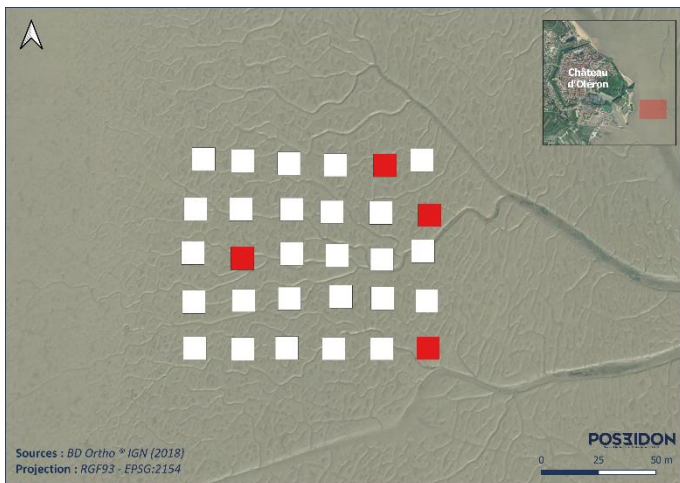 Château
d'Oléron
POSEIDON
Sources : BD Ortho ® IGN (2018)
Projection : RGF93 - EPSG:2154
0 25 50 m